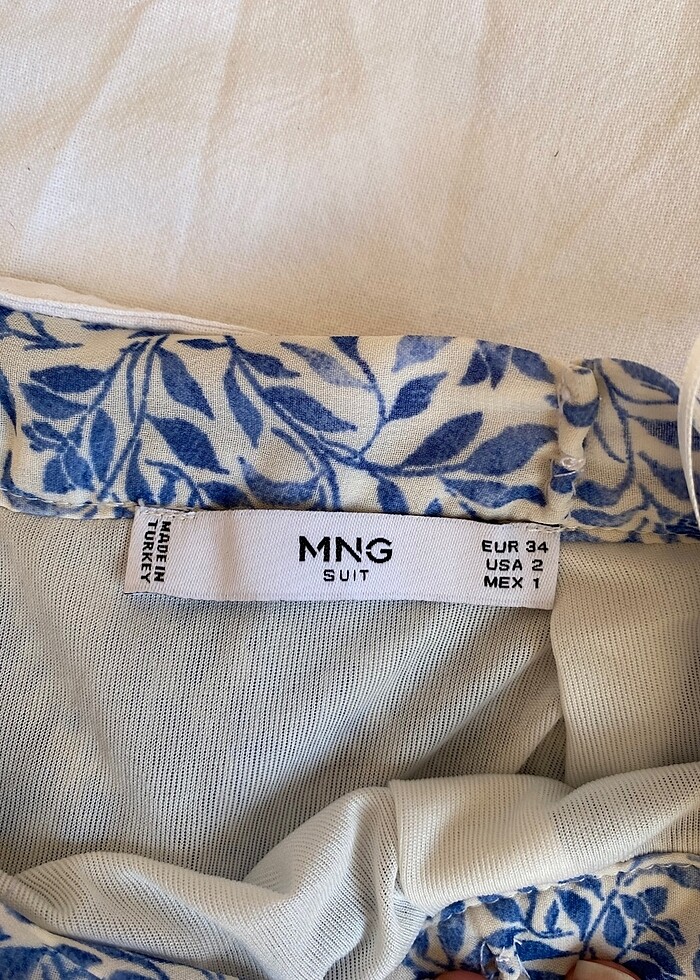 MADE IN
TURKEY
MNG
SUIT
EUR 34
USA 2
MEX 1